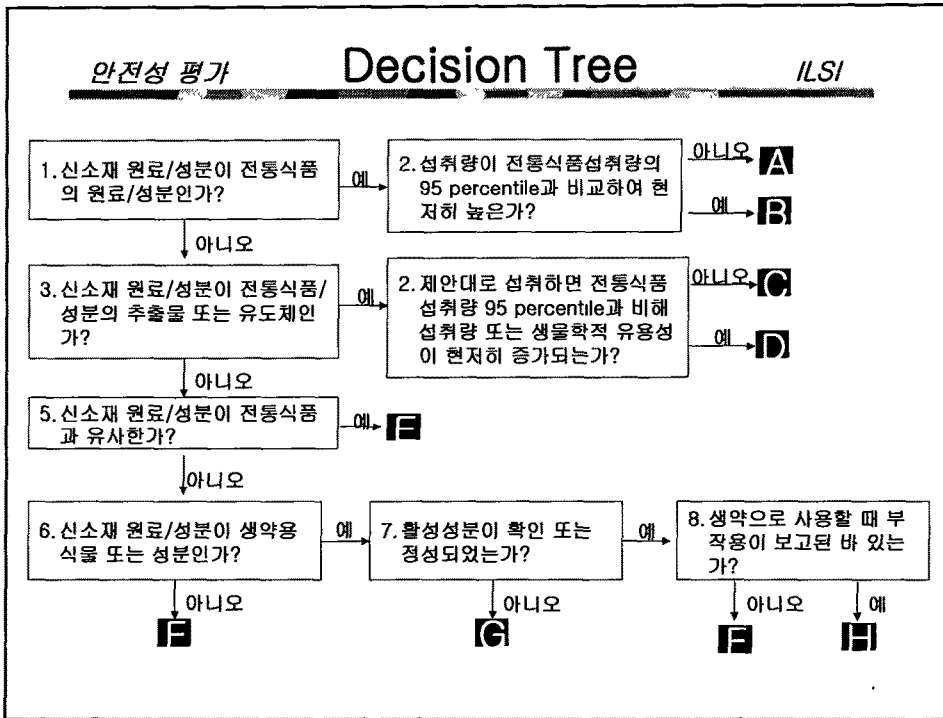 안전성 평가
Decision Tree
ILSI
1. 신소재 원료/성분이 전통식품
의 원료/성분인가?
예
2. 섭취량이 전통식품섭취량의
95 percentile과 비교하여 현
저히 높은가?
아니오
A
예
B
아니오
3. 신소재 원료/성분이 전통식품/
성분의 추출물 또는 유도체인
가?
예
2. 제안대로 섭취하면 전통식품
섭취량 95 percentile과 비해
섭취량 또는 생물학적 유용성
이 현저히 증가되는가?
아니오
C
예
D
아니오
5. 신소재 원료/성분이 전통식품
과 유사한가?
예
아니오
6. 신소재 원료/성분이 생약용
식물 또는 성분인가?
예
7. 활성성분이 확인 또는
정성되었는가?
예
8. 생약으로 사용할 때 부
작용이 보고된 바 있는
가?
아니오
F
아니오
G
아니오
예
H